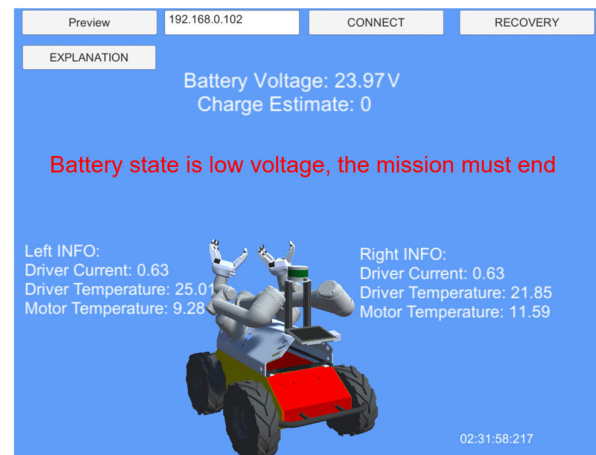 Preview
192.168.0.102
CONNECT
RECOVERY
EXPLANATION
Battery Voltage: 23.97V
Charge Estimate: 0
Battery state is low voltage, the mission must end
Left INFO:
Driver Current: 0.63
Driver Temperature: 25.01
Motor Temperature: 9.28
Right INFO:
Driver Current: 0.63
Driver Temperature: 21.85
Motor Temperature: 11.59
02:31:58:217